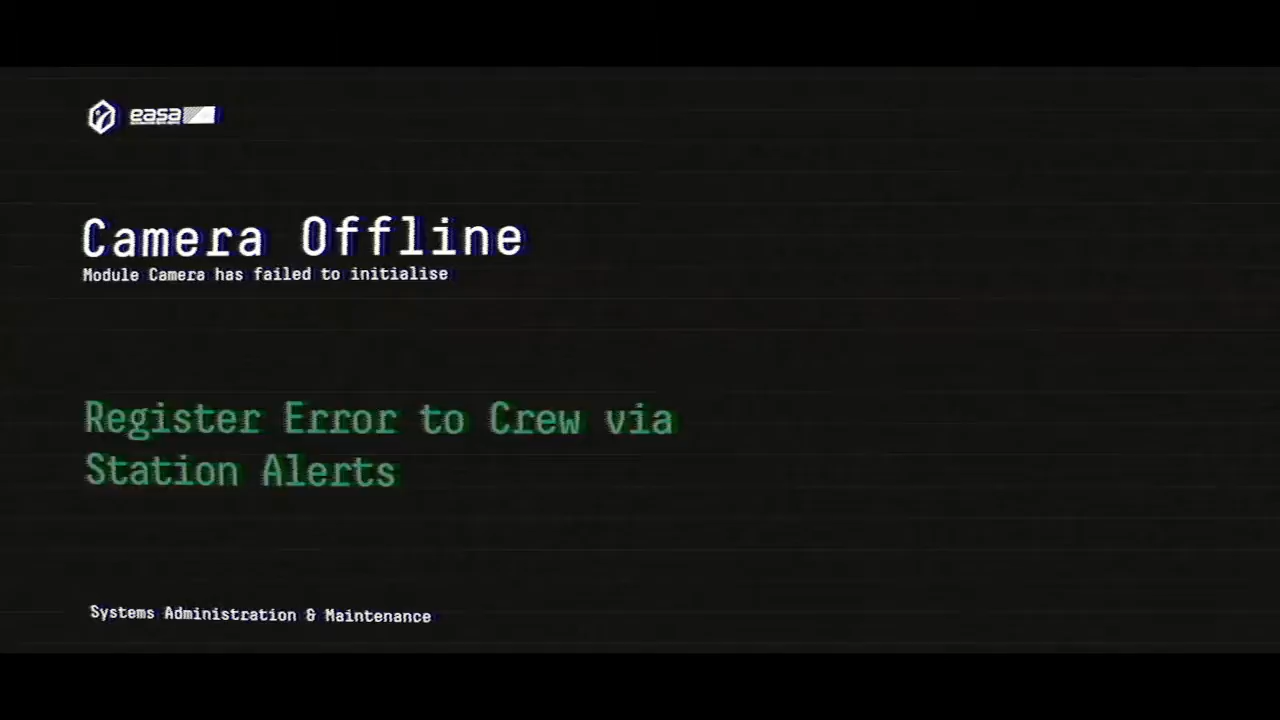 easa
Camera Offline
Module Camera has failed to initialise
Register Error to Crew via
Station Alerts
Systems Administration & Maintenance